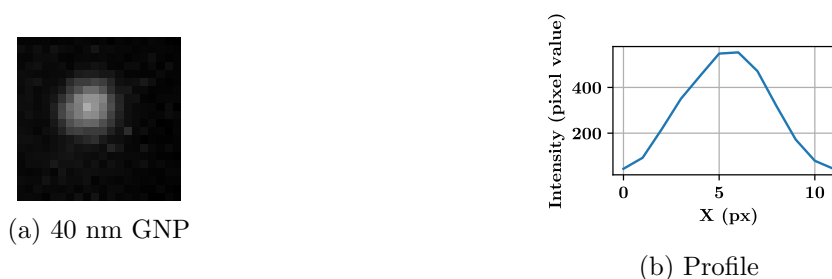 Intensity (pixel value)
400
200
0
5
10
X (px)
(a) 40 nm GNP
(b) Profile